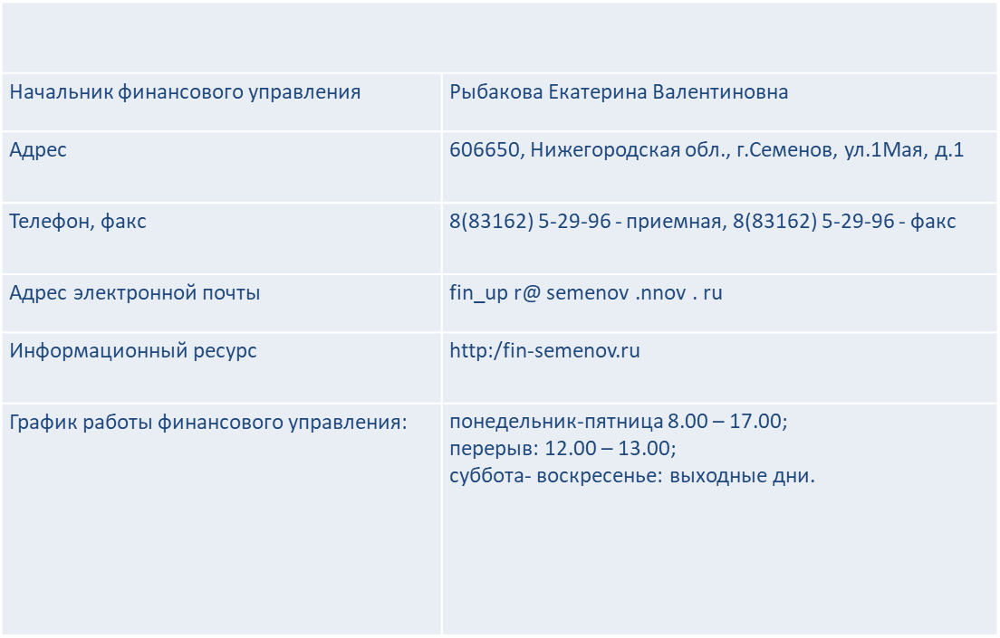 Начальник финансового управления
Рыбакова Екатерина Валентиновна
Адрес
606650, Нижегородская обл., г.Семенов, ул.1Мая, д.1
Телефон, факс
8(83162) 5-29-96 - приемная, 8(83162) 5-29-96 - факс
Адрес электронной почты
fin_up r@ semenov .nnov . ru
Информационный ресурс
http:/fin-semenov.ru
График работы финансового управления:
понедельник-пятница 8.00 – 17.00;
перерыв: 12.00 – 13.00;
суббота- воскресенье: выходные дни.